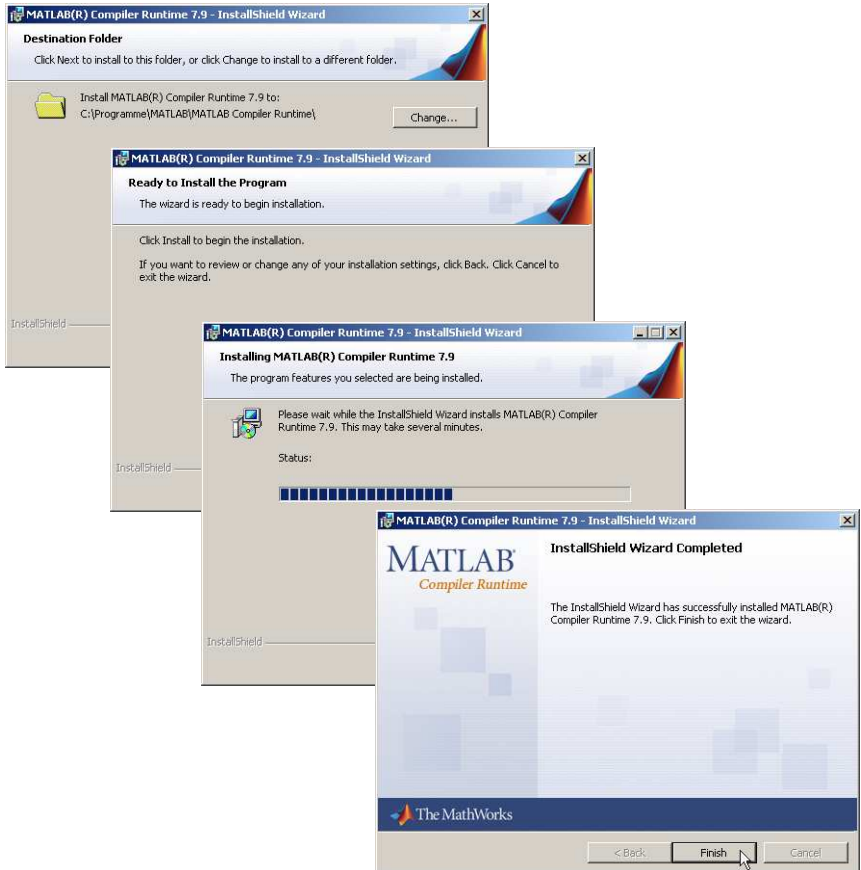 MATLAB(R) Compiler Runtime 7.9 - InstallShield Wizard
Destination Folder
Click Next to install to this folder, or click Change to install to a different folder.
Install MATLAB(R) Compiler Runtime 7.9 to:
C:\Programme\MATLAB\MATLAB Compiler Runtime\
Change...
InstallShield
MATLAB(R) Compiler Runtime 7.9 - InstallShield Wizard
Ready to Install the Program
The wizard is ready to begin installation.
Click Install to begin the installation.
If you want to review or change any of your installation settings, click Back. Click Cancel to
exit the wizard.
InstallShield
MATLAB(R) Compiler Runtime 7.9 - InstallShield Wizard
Installing MATLAB(R) Compiler Runtime 7.9
The program features you selected are being installed.
Please wait while the InstallShield Wizard installs MATLAB(R) Compiler
Runtime 7.9. This may take several minutes.
Status:
InstallShield
MATLAB(R) Compiler Runtime 7.9 - InstallShield Wizard
MATLAB®
Compiler Runtime
InstallShield Wizard Completed
The InstallShield Wizard has successfully installed MATLAB(R)
Compiler Runtime 7.9. Click Finish to exit the wizard.
The MathWorks
< Back
Finish
Cancel